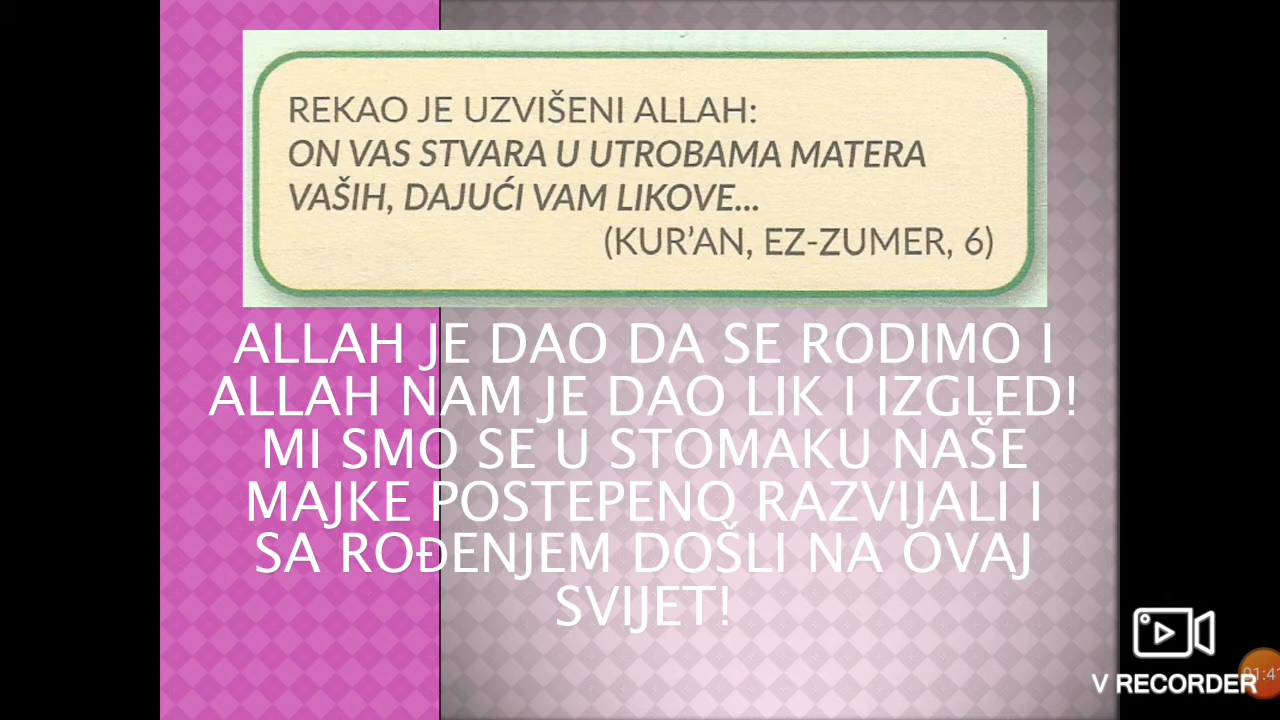 REKAO JE UZVIŠENI ALLAH:
ON VAS STVARA U UTROBAMA MATERA
VAŠIH, DAJUĆI VAM LIKOVE...
(KUR'AN, EZ-ZUMER, 6)
ALLAH JE DAO DA SE RODIMO I
ALLAH NAM JE DAO LIK I IZGLED!
MI SMO SE U STOMAKU NAŠE
MAJKE POSTEPENO RAZVIJALI I
SA ROĐENJEM DOŠLI NA OVAJ
SVIJET!
V RECORDER